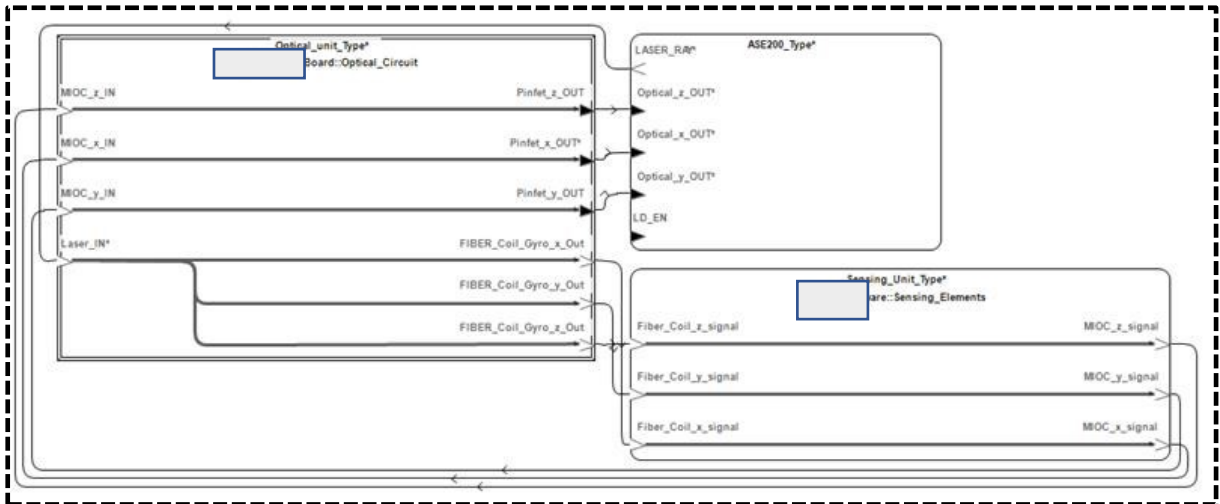 Optical_unit_Type*
Board::Optical_Circuit
MIOC_z_IN
Pinfet_z_OUT
MIOC_x_IN
Pinfet_x_OUT*
MIOC_y_IN
Pinfet_y_OUT
Laser_IN*
FIBER_Coil_Gyro_x_Out
FIBER_Coil_Gyro_y_Out
FIBER_Coil_Gyro_z_Out
ASE200_Type*
LASER_RAY*
Optical_z_OUT*
Optical_x_OUT*
Optical_y_OUT*
LD_EN
Sensing_Unit_Type*
are::Sensing_Elements
Fiber_Coil_z_signal
MIOC_z_signal
Fiber_Coil_y_signal
MIOC_y_signal
Fiber_Coil_x_signal
MIOC_x_signal